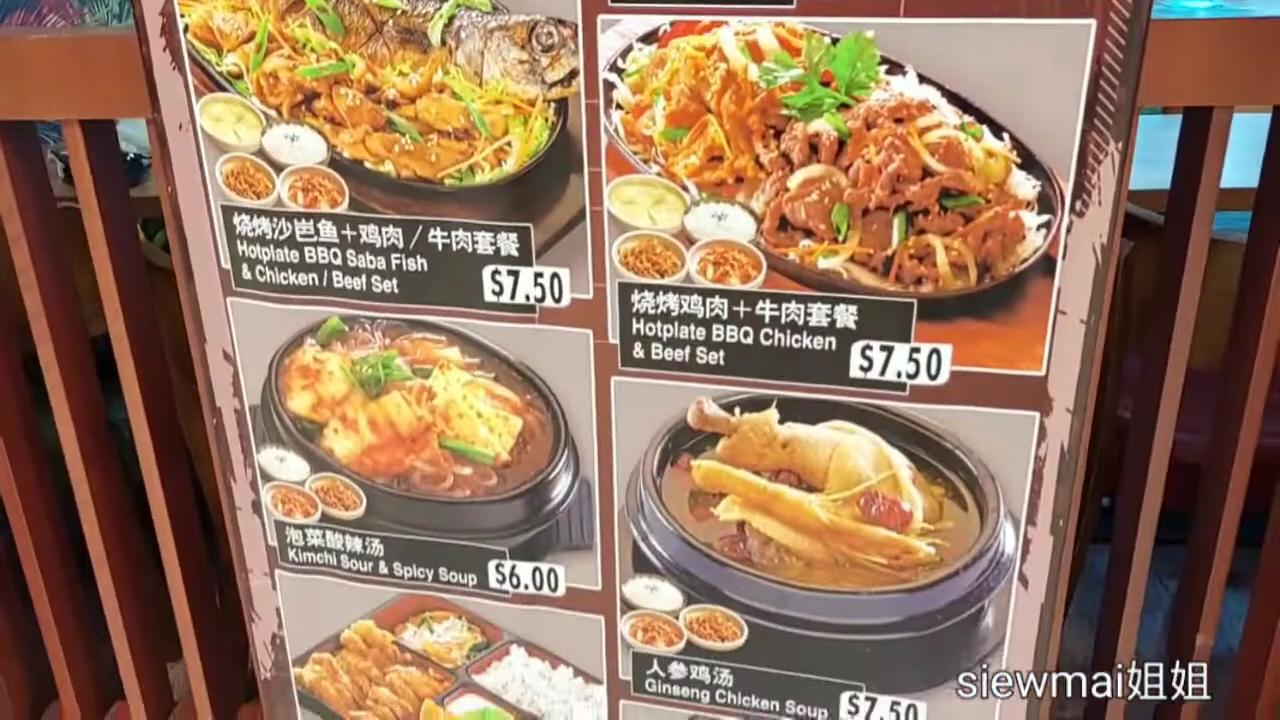 烧烤沙岜鱼+鸡肉/牛肉套餐
Hotplate BBQ Saba Fish
& Chicken / Beef Set
$7.50
烧烤鸡肉+牛肉套餐
Hotplate BBQ Chicken
& Beef Set
$7.50
泡菜酸辣汤
Kimchi Sour & Spicy Soup
$6.00
人参鸡汤
Ginseng Chicken Soup
$7.50
siewmai姐姐